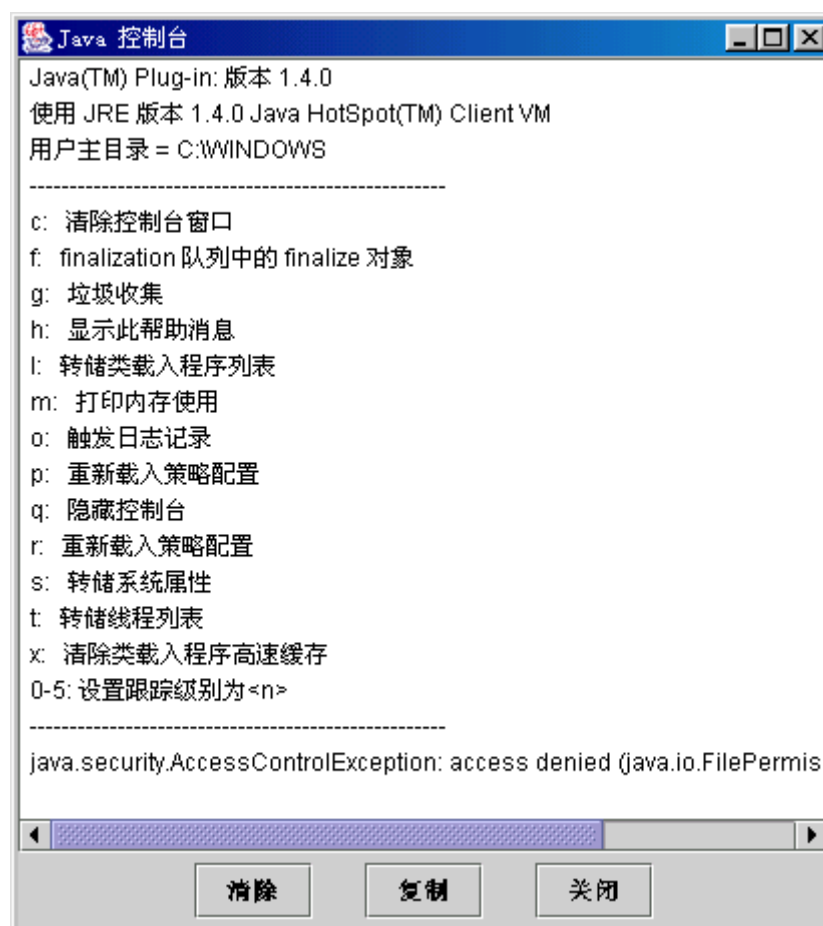 Java 控制台
Java(TM) Plug-in: 版本 1.4.0
使用 JRE 版本 1.4.0 Java HotSpot(TM) Client VM
用户主目录 = C:\WINDOWS
----------------------------------------------------
c: 清除控制台窗口
f: finalization 队列中的 finalize 对象
g: 垃圾收集
h: 显示此帮助消息
l: 转储类载入程序列表
m: 打印内存使用
o: 触发日志记录
p: 重新载入策略配置
q: 隐藏控制台
r: 重新载入策略配置
s: 转储系统属性
t: 转储线程列表
x: 清除类载入程序高速缓存
0-5: 设置跟踪级别为<n>
----------------------------------------------------
java.security.AccessControlException: access denied (java.io.FilePermis
清除 复制 关闭